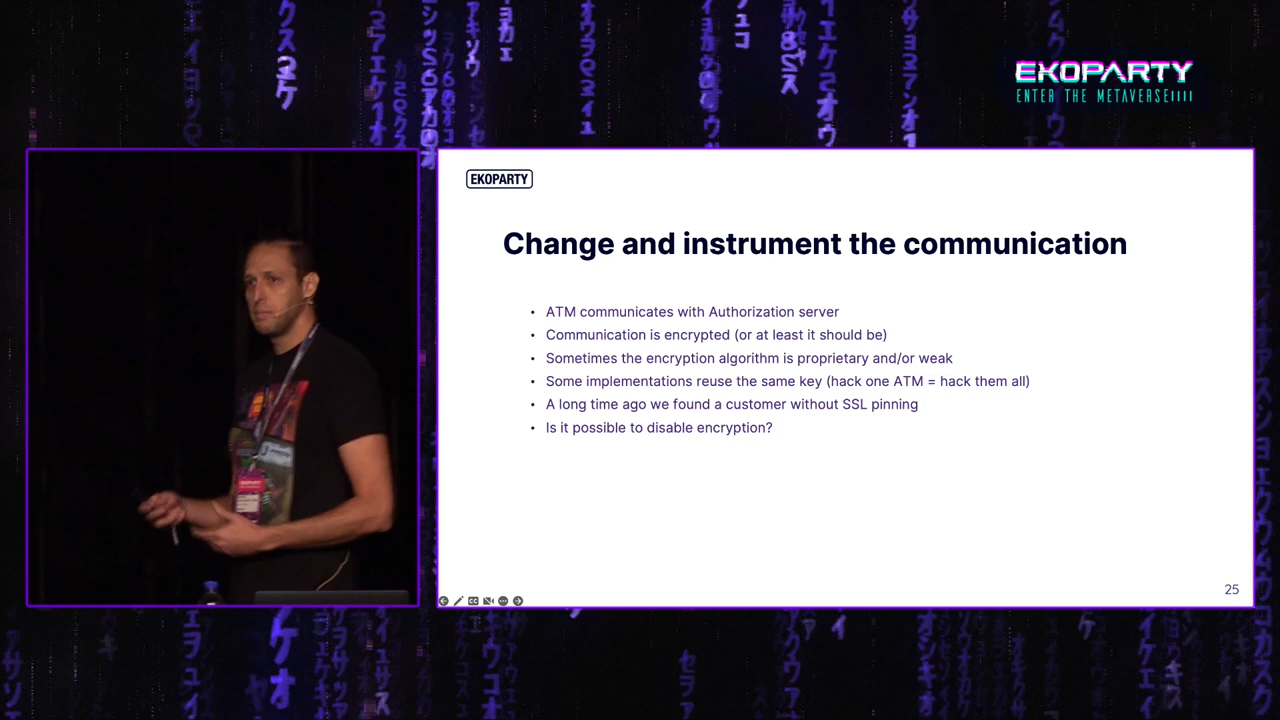 EKOPARTY
ENTER THE METAVERSE
EKOPARTY
Change and instrument the communication
ATM communicates with Authorization server
Communication is encrypted (or at least it should be)
Sometimes the encryption algorithm is proprietary and/or weak
Some implementations reuse the same key (hack one ATM = hack them all)
A long time ago we found a customer without SSL pinning
Is it possible to disable encryption?
25